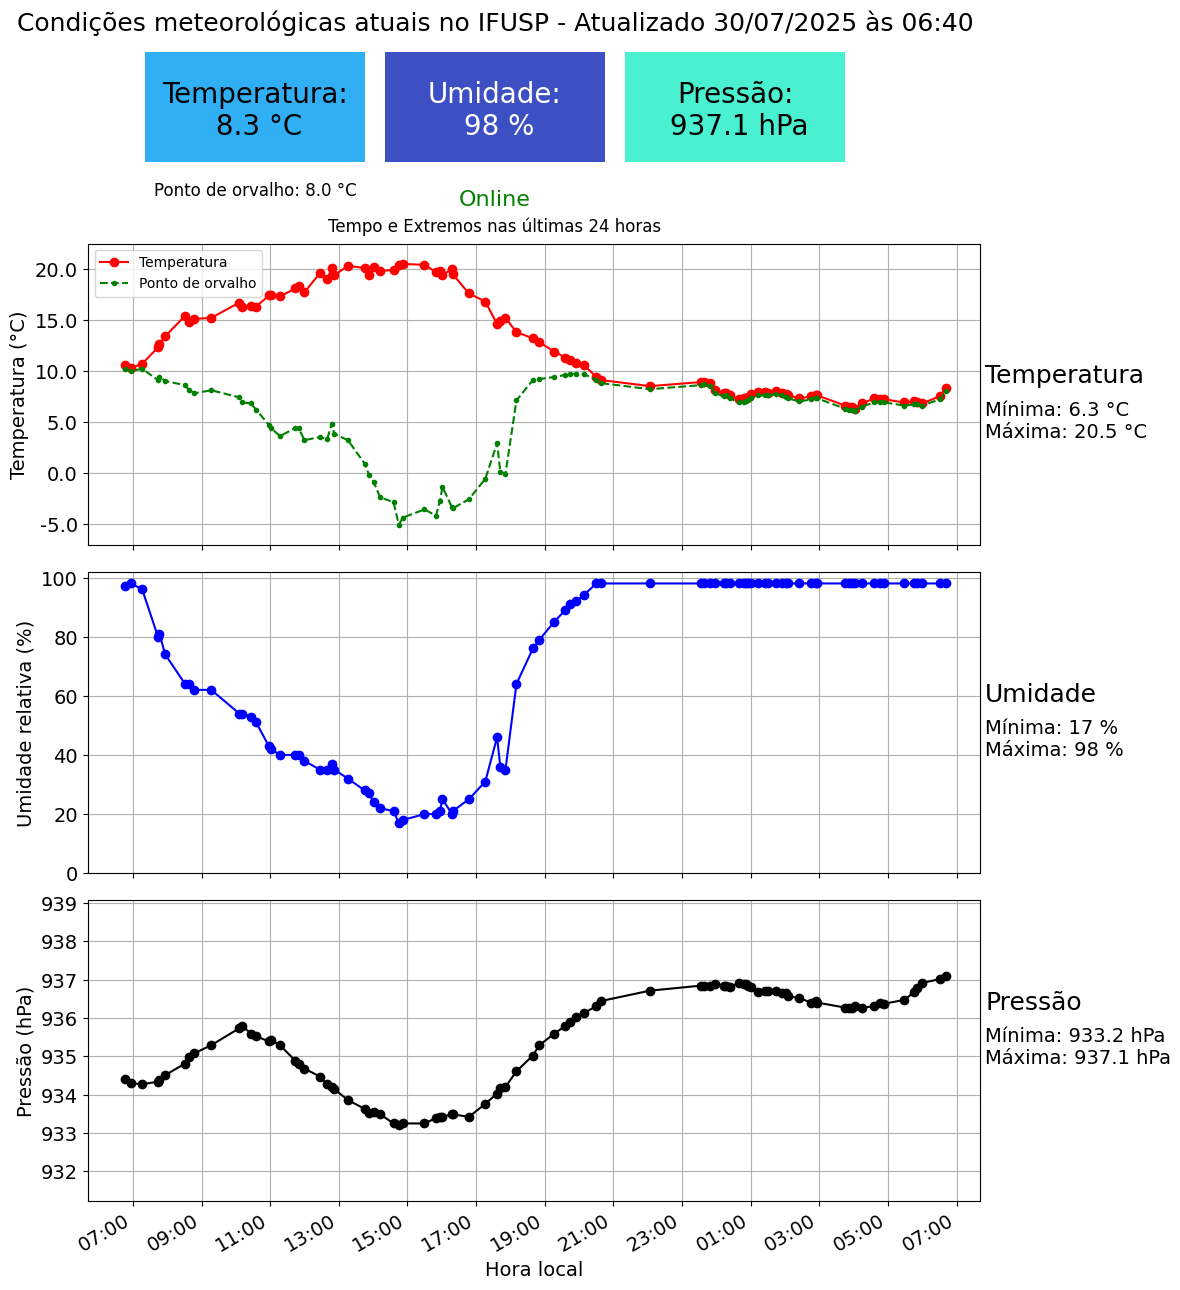 Condições meteorológicas atuais no IFUSP - Atualizado 30/07/2025 às 06:40
Temperatura:
8.3 °C
Umidade:
98 %
Pressão:
937.1 hPa
Ponto de orvalho: 8.0 °C
Online
Tempo e Extremos nas últimas 24 horas
Temperatura
Ponto de orvalho
Temperatura (°C)
20.0
15.0
10.0
5.0
0.0
-5.0
Temperatura
Mínima: 6.3 °C
Máxima: 20.5 °C
Umidade relativa (%)
100
80
60
40
20
0
Umidade
Mínima: 17 %
Máxima: 98 %
Pressão (hPa)
939
938
937
936
935
934
933
932
Pressão
Mínima: 933.2 hPa
Máxima: 937.1 hPa
07:00
09:00
11:00
13:00
15:00
17:00
19:00
21:00
23:00
01:00
03:00
05:00
07:00
Hora local